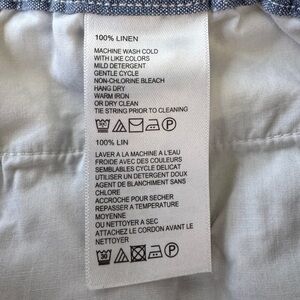 100% LINEN
MACHINE WASH COLD
WITH LIKE COLORS
MILD DETERGENT
GENTLE CYCLE
NON-CHLORINE BLEACH
HANG DRY
WARM IRON
OR DRY CLEAN
TIE STRING PRIOR TO CLEANING
100% LIN
LAVER A LA MACHINE A L'EAU
FROIDE AVEC DES COULEURS
SEMBLABLES CYCLE DELICAT
UTILISER UN DETERGENT DOUX
AGENT DE BLANCHIMENT SANS
CHLORE
ACCROCHE POUR SECHER
REPASSER A TEMPERATURE
MOYENNE
OU NETTOYER A SEC
ATTACHEZ LE CORDON AVANT LE
NETTOYER
30